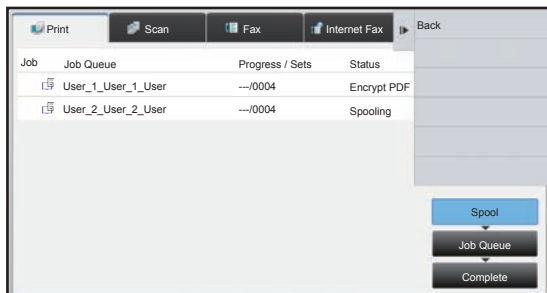 Print Scan Fax Internet Fax Back
Job Job Queue Progress / Sets Status
User_1_User_1_User ---/0004 Encrypt PDF
User_2_User_2_User ---/0004 Spooling
Spool
Job Queue
Complete